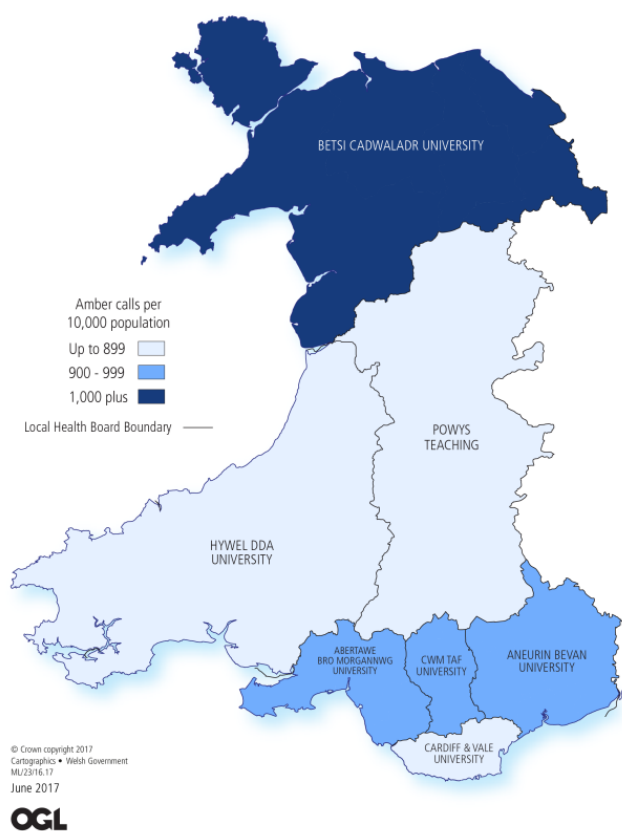 BETSI CADWALADR UNIVERSITY
Amber calls per
10,000 population
Up to 899
900 - 999
1,000 plus
Local Health Board Boundary
POWYS
TEACHING
HYWEL DDA
UNIVERSITY
ABERTAWE
BRO MORGANNWG
UNIVERSITY
CWM TAF
UNIVERSITY
ANEURIN BEVAN
UNIVERSITY
CARDIFF & VALE
UNIVERSITY
© Crown copyright 2017
Cartographics • Welsh Government
ML/23/16.17
June 2017
OGL